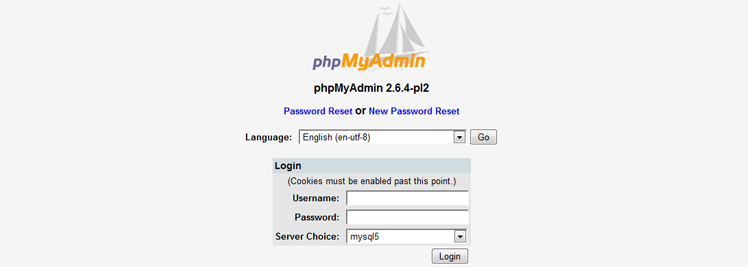 phpMyAdmin
phpMyAdmin 2.6.4-pl2
Password Reset or New Password Reset
Language: English (en-utf-8) Go
Login
(Cookies must be enabled past this point.)
Username:
Password:
Server Choice: mysql5
Login